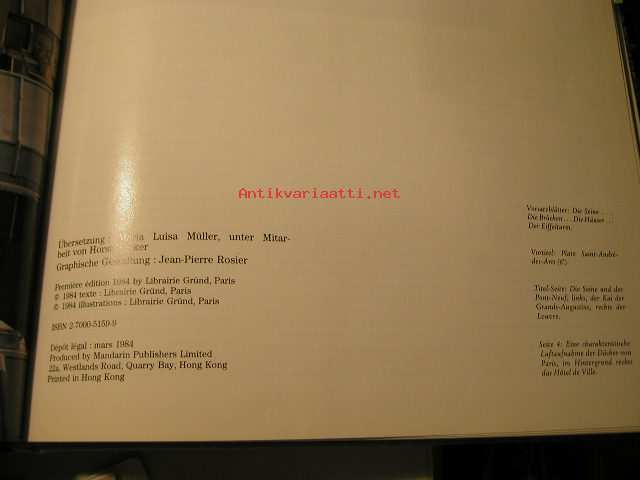 Antikvariaatti.net
Übersetzung : Luisa Müller, unter Mitar-
beit von
Graphische Gestaltung : Jean-Pierre Rosier
Première édition 1984 by Librairie Gründ, Paris
© 1984 texte : Librairie Gründ, Paris
© 1984 illustrations : Librairie Gründ, Paris
ISBN 2-7000-5159-9
Dépôt légal : mars 1984
Produced by Mandarin Publishers Limited
22a, Westlands Road, Quarry Bay, Hong Kong
Printed in Hong Kong
Vorsatzblätter: Die Seine . . .
Die Brücken . . . Die Häuser . . .
Der Eiffelturm.
Vortitel: Platz Saint-André-
des-Arts (6e).
Titel-Seite: Die Seine und der
Pont-Neuf, links, der Kai der
Grands-Augustins, rechts der
Louvre.
Seite 4: Eine charakteristische
Luftaufnahme der Dächer von
Paris, im Hintergrund rechts
das Hôtel de Ville.